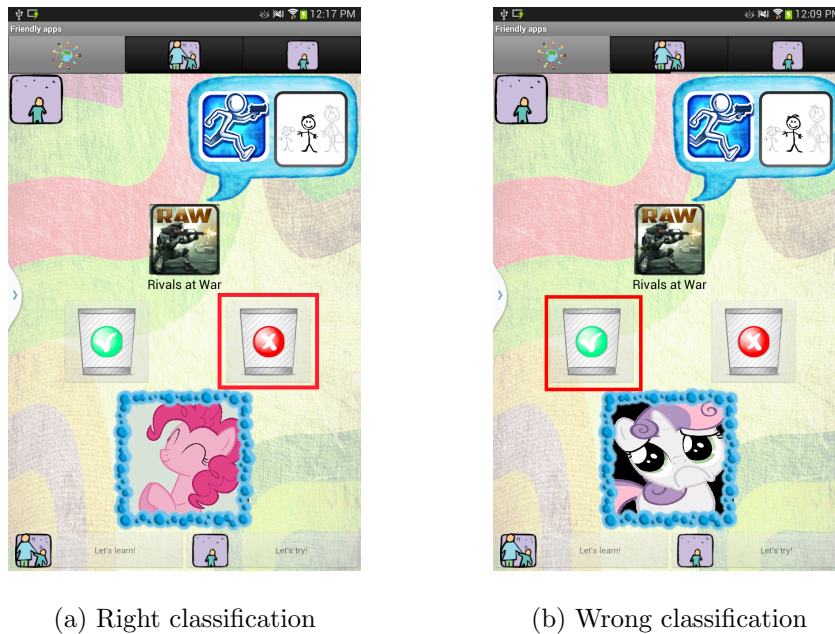 12:17 PM
Friendly apps
RAW
Rivals at War
Let's learn!
Let's try!
(a) Right classification
12:09 PM
Friendly apps
RAW
Rivals at War
Let's learn!
Let's try!
(b) Wrong classification